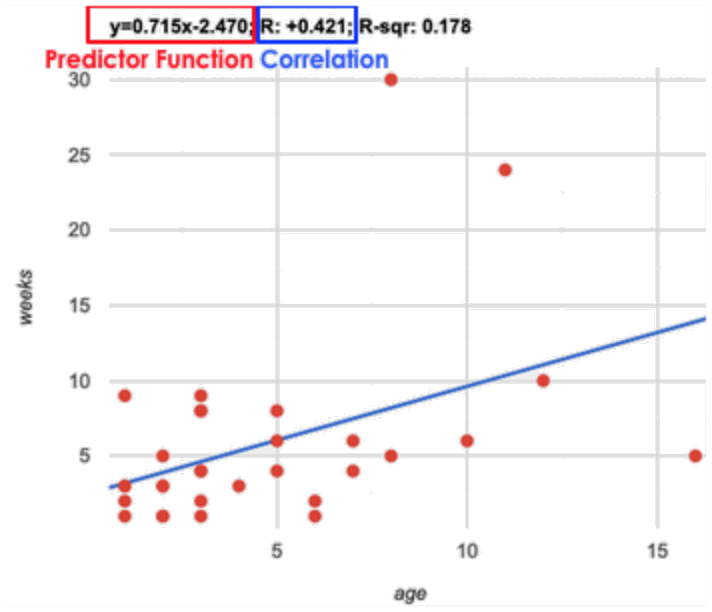 y=0.715x-2.470; R: +0.421; R-sqr: 0.178
Predictor Function Correlation
30
25
20
15
10
5
weeks
5 10 15
age